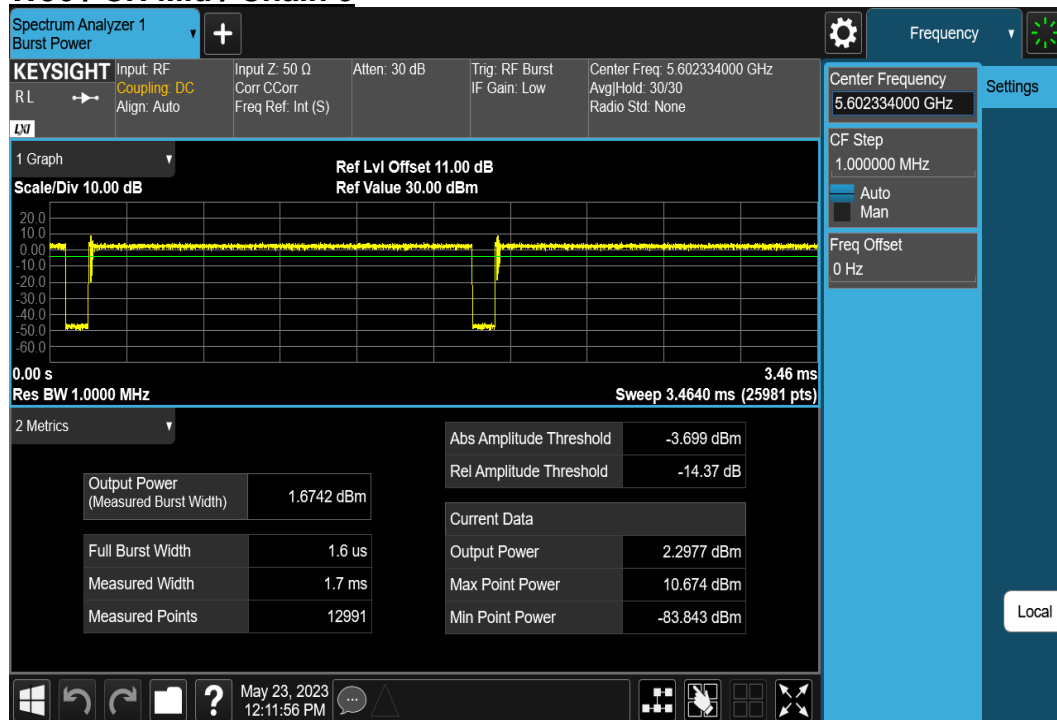 Spectrum Analyzer 1
Burst Power
+
Frequency
KEYSIGHT
R L
LXI
Input: RF
Coupling: DC
Align: Auto
Input Z: 50 Ω
Corr CCorr
Freq Ref: Int (S)
Atten: 30 dB
Trig: RF Burst
IF Gain: Low
Center Freq: 5.602334000 GHz
Avg|Hold: 30/30
Radio Std: None
Center Frequency
5.602334000 GHz
Settings
CF Step
1.000000 MHz
Auto
Man
Freq Offset
0 Hz
1 Graph
Scale/Div 10.00 dB
Ref Lvl Offset 11.00 dB
Ref Value 30.00 dBm
20.0
10.0
0.00
-10.0
-20.0
-30.0
-40.0
-50.0
-60.0
0.00 s
3.46 ms
Res BW 1.0000 MHz
Sweep 3.4640 ms (25981 pts)
2 Metrics
Output Power
(Measured Burst Width)
1.6742 dBm
Full Burst Width 1.6 us
Measured Width 1.7 ms
Measured Points 12991
Abs Amplitude Threshold -3.699 dBm
Rel Amplitude Threshold -14.37 dB
Current Data
Output Power 2.2977 dBm
Max Point Power 10.674 dBm
Min Point Power -83.843 dBm
Local
?
May 23, 2023
12:11:56 PM